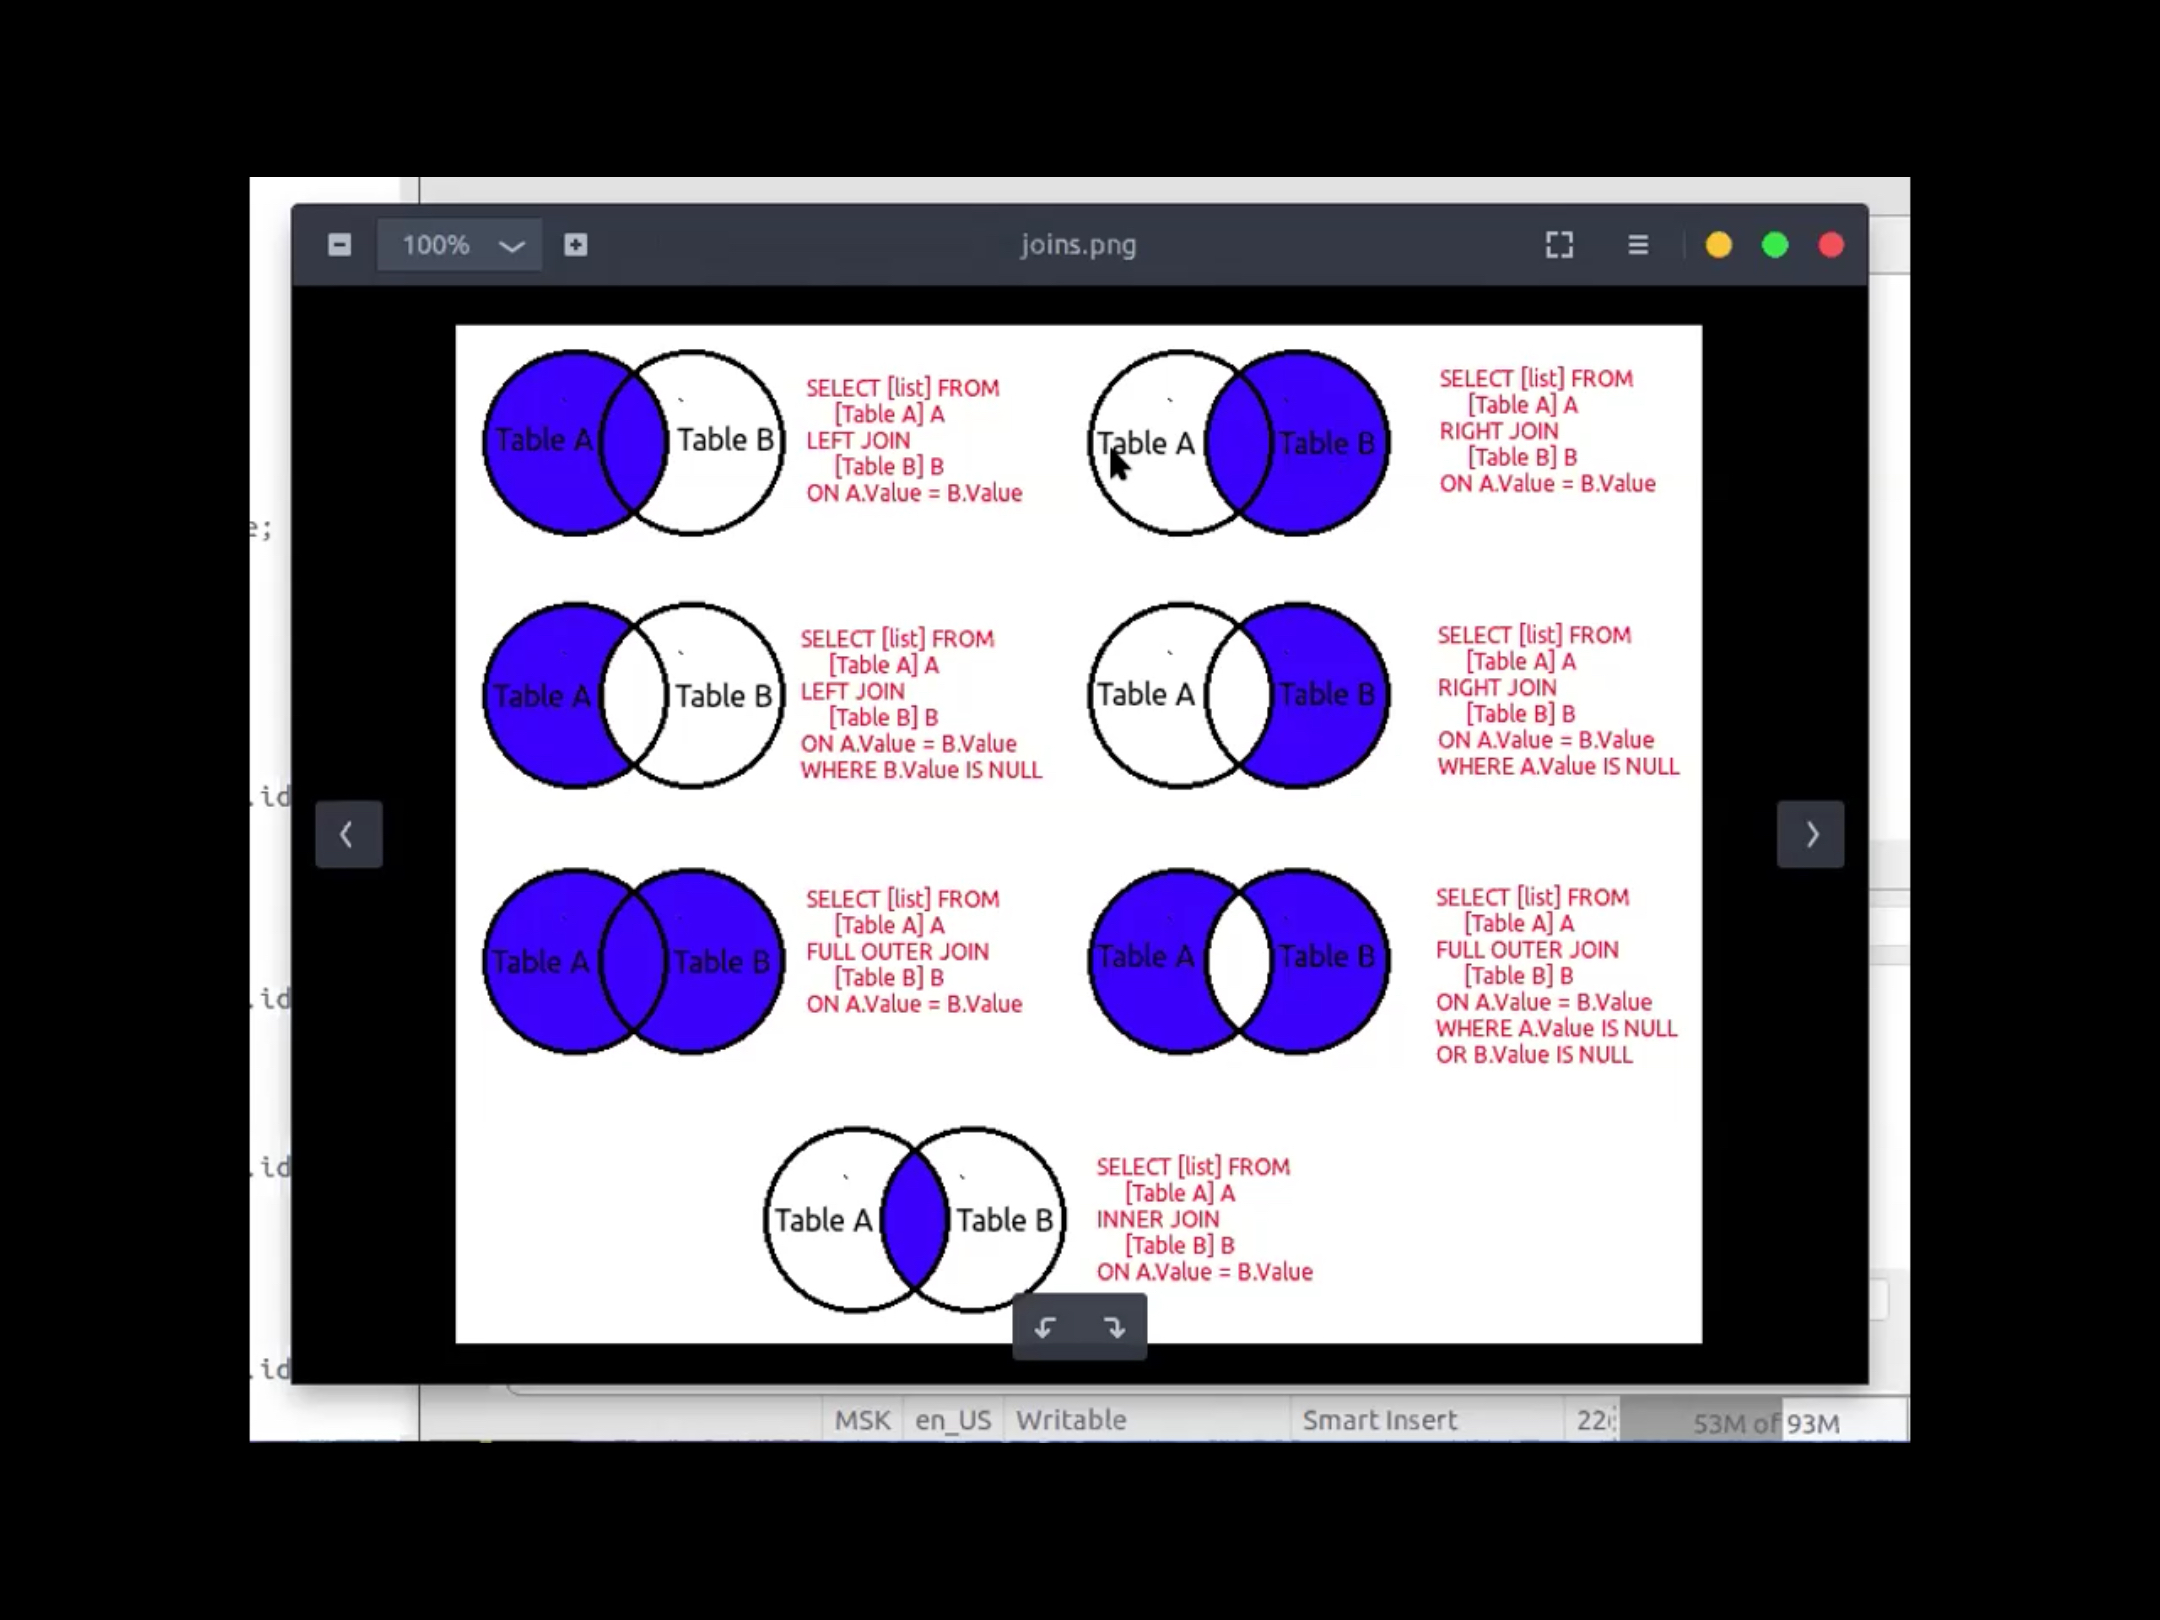 100%
joins.png
Table A
Table B
SELECT [list] FROM
[Table A] A
LEFT JOIN
[Table B] B
ON A.Value = B.Value
Table A
Table B
SELECT [list] FROM
[Table A] A
RIGHT JOIN
[Table B] B
ON A.Value = B.Value
Table A
Table B
SELECT [list] FROM
[Table A] A
LEFT JOIN
[Table B] B
ON A.Value = B.Value
WHERE B.Value IS NULL
Table A
Table B
SELECT [list] FROM
[Table A] A
RIGHT JOIN
[Table B] B
ON A.Value = B.Value
WHERE A.Value IS NULL
Table A
Table B
SELECT [list] FROM
[Table A] A
FULL OUTER JOIN
[Table B] B
ON A.Value = B.Value
Table A
Table B
SELECT [list] FROM
[Table A] A
FULL OUTER JOIN
[Table B] B
ON A.Value = B.Value
WHERE A.Value IS NULL
OR B.Value IS NULL
Table A
Table B
SELECT [list] FROM
[Table A] A
INNER JOIN
[Table B] B
ON A.Value = B.Value
e;
.id
.id
.id
.id
MSK
en_US
Writable
Smart Insert
53M of 93M